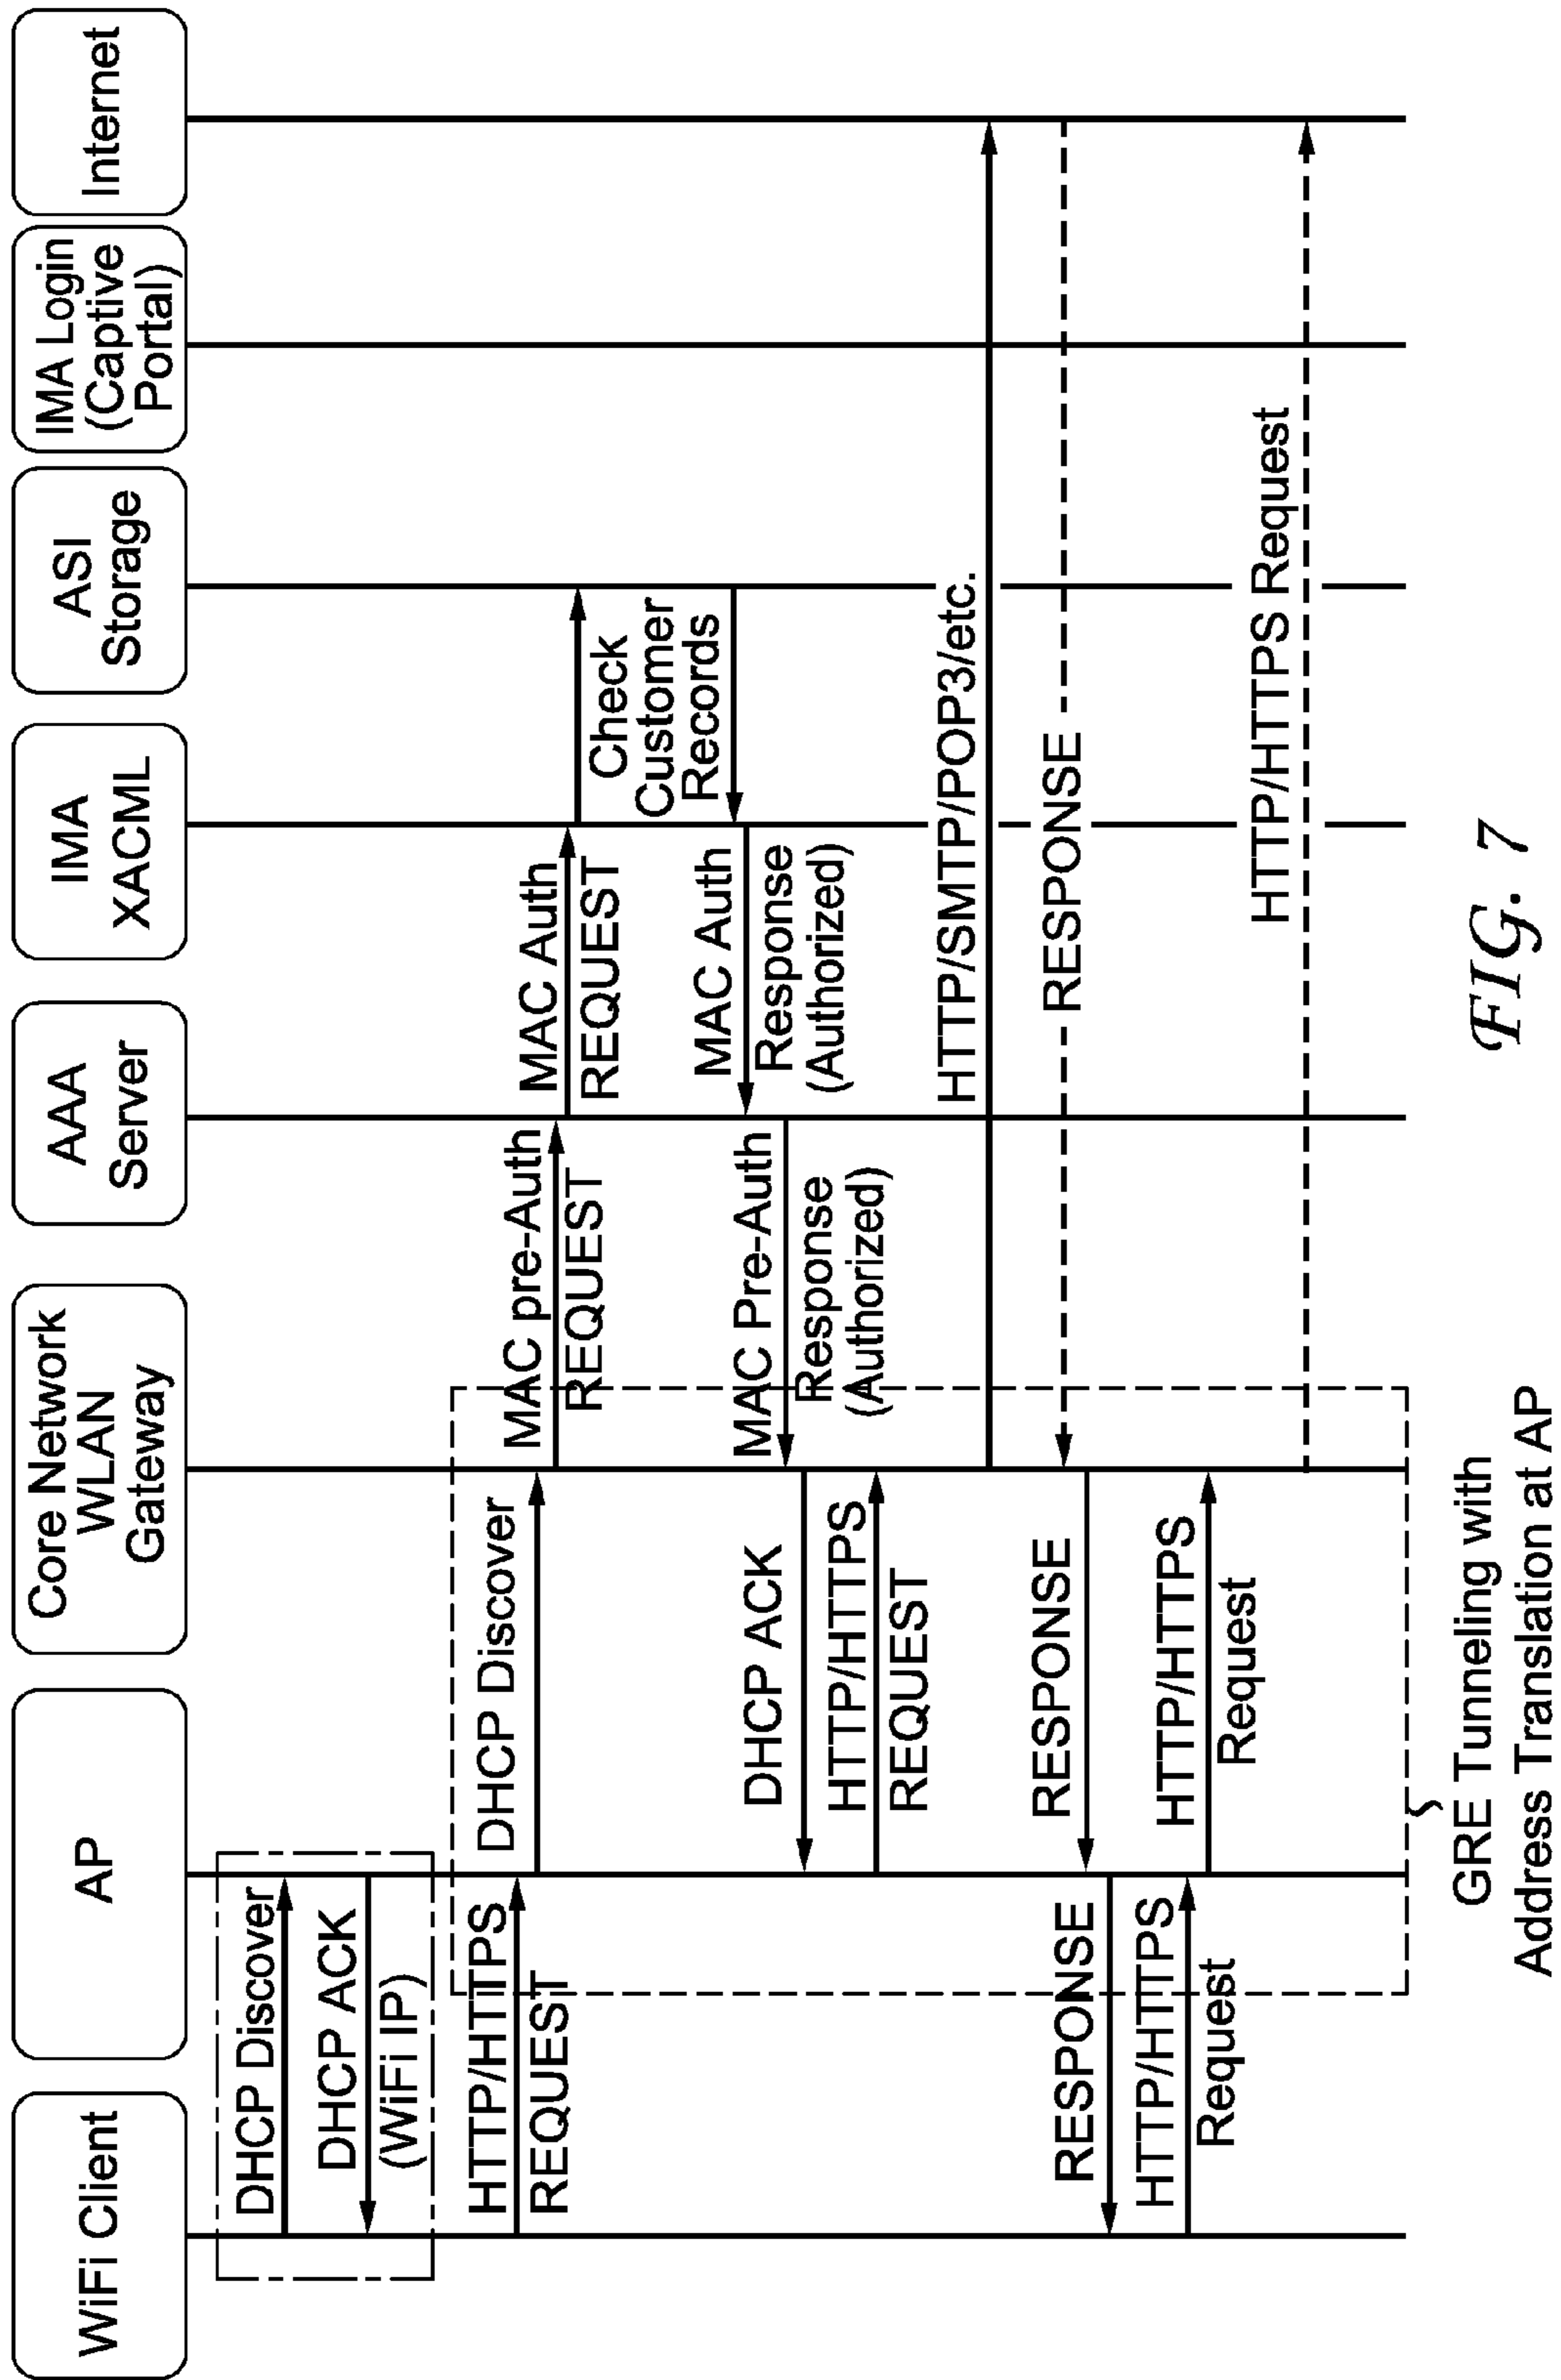 WiFi Client
AP
Core Network
WLAN
Gateway
AAA
Server
IMA
XACML
ASI
Storage
IMA Login
(Captive
Portal)
Internet
DHCP Discover
DHCP ACK
(WiFi IP)
HTTP/HTTPS
REQUEST
DHCP Discover
MAC pre-Auth
REQUEST
MAC Auth
REQUEST
Check
Customer
Records
MAC Auth
Response
(Authorized)
MAC Pre-Auth
Response
(Authorized)
DHCP ACK
HTTP/HTTPS
REQUEST
HTTP/SMTP/POP3/etc.
RESPONSE
RESPONSE
RESPONSE
HTTP/HTTPS
Request
HTTP/HTTPS
Request
HTTP/HTTPS Request
GRE Tunneling with
Address Translation at AP
FIG. 7